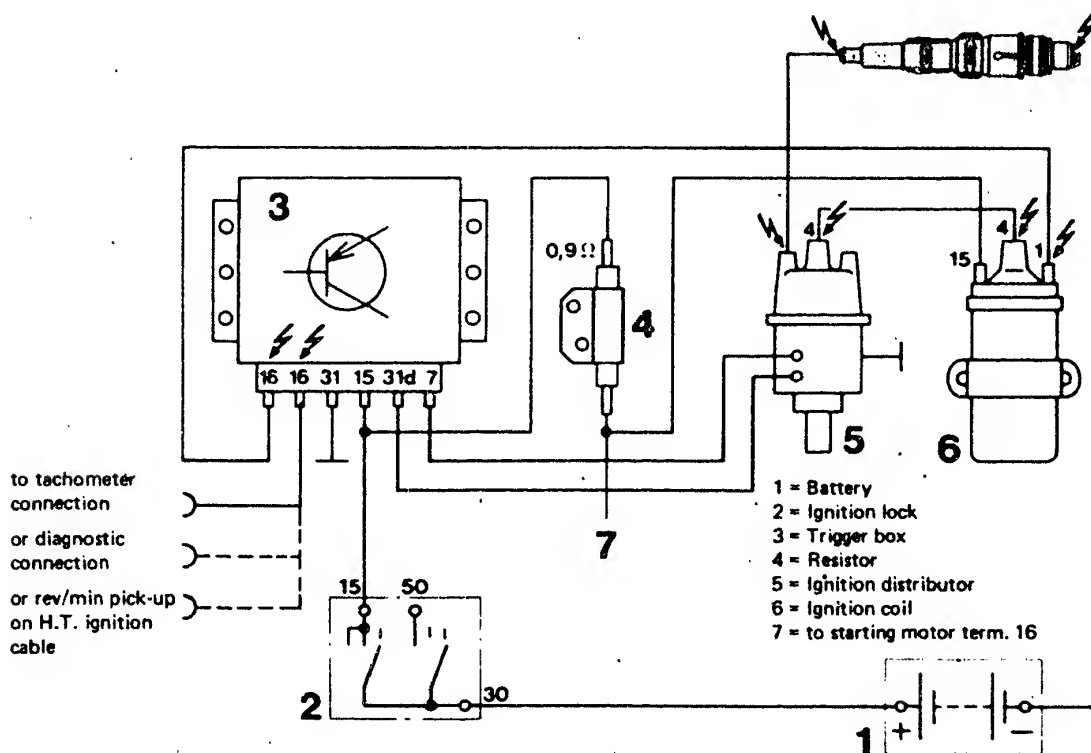 3
0,9Ω
4
4
4
1
15
16 16 31 15 31d 7
5
6
to tachometer
connection
or diagnostic
connection
or rev/min pick-up
on H.T. ignition
cable
7
1 = Battery
2 = Ignition lock
3 = Trigger box
4 = Resistor
5 = Ignition distributor
6 = Ignition coil
7 = to starting motor term. 16
15 50
30
2
1
+ −